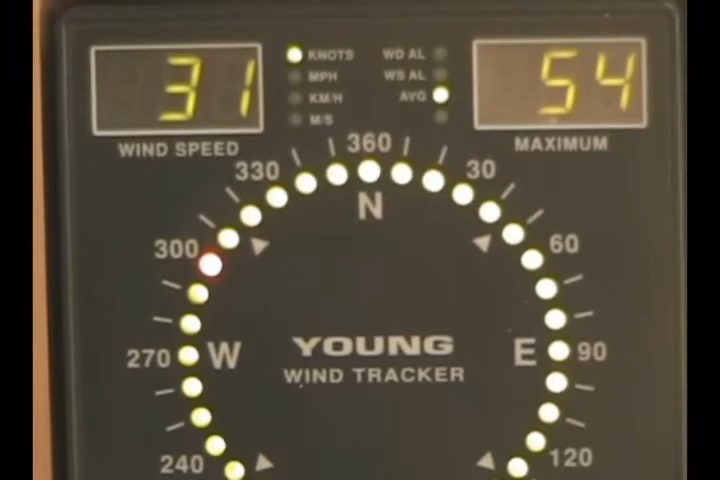 31
KNOTS
MPH
KM/H
M/S
WD AL
WS AL
AVG
54
WIND SPEED
MAXIMUM
360
330
30
N
300
60
270
W
YOUNG
E
90
WIND TRACKER
240
120